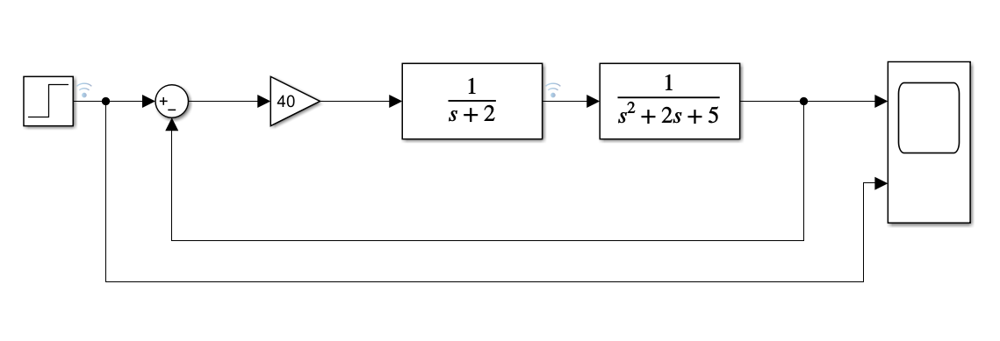 +
−
40
1
s + 2
1
s² + 2s + 5